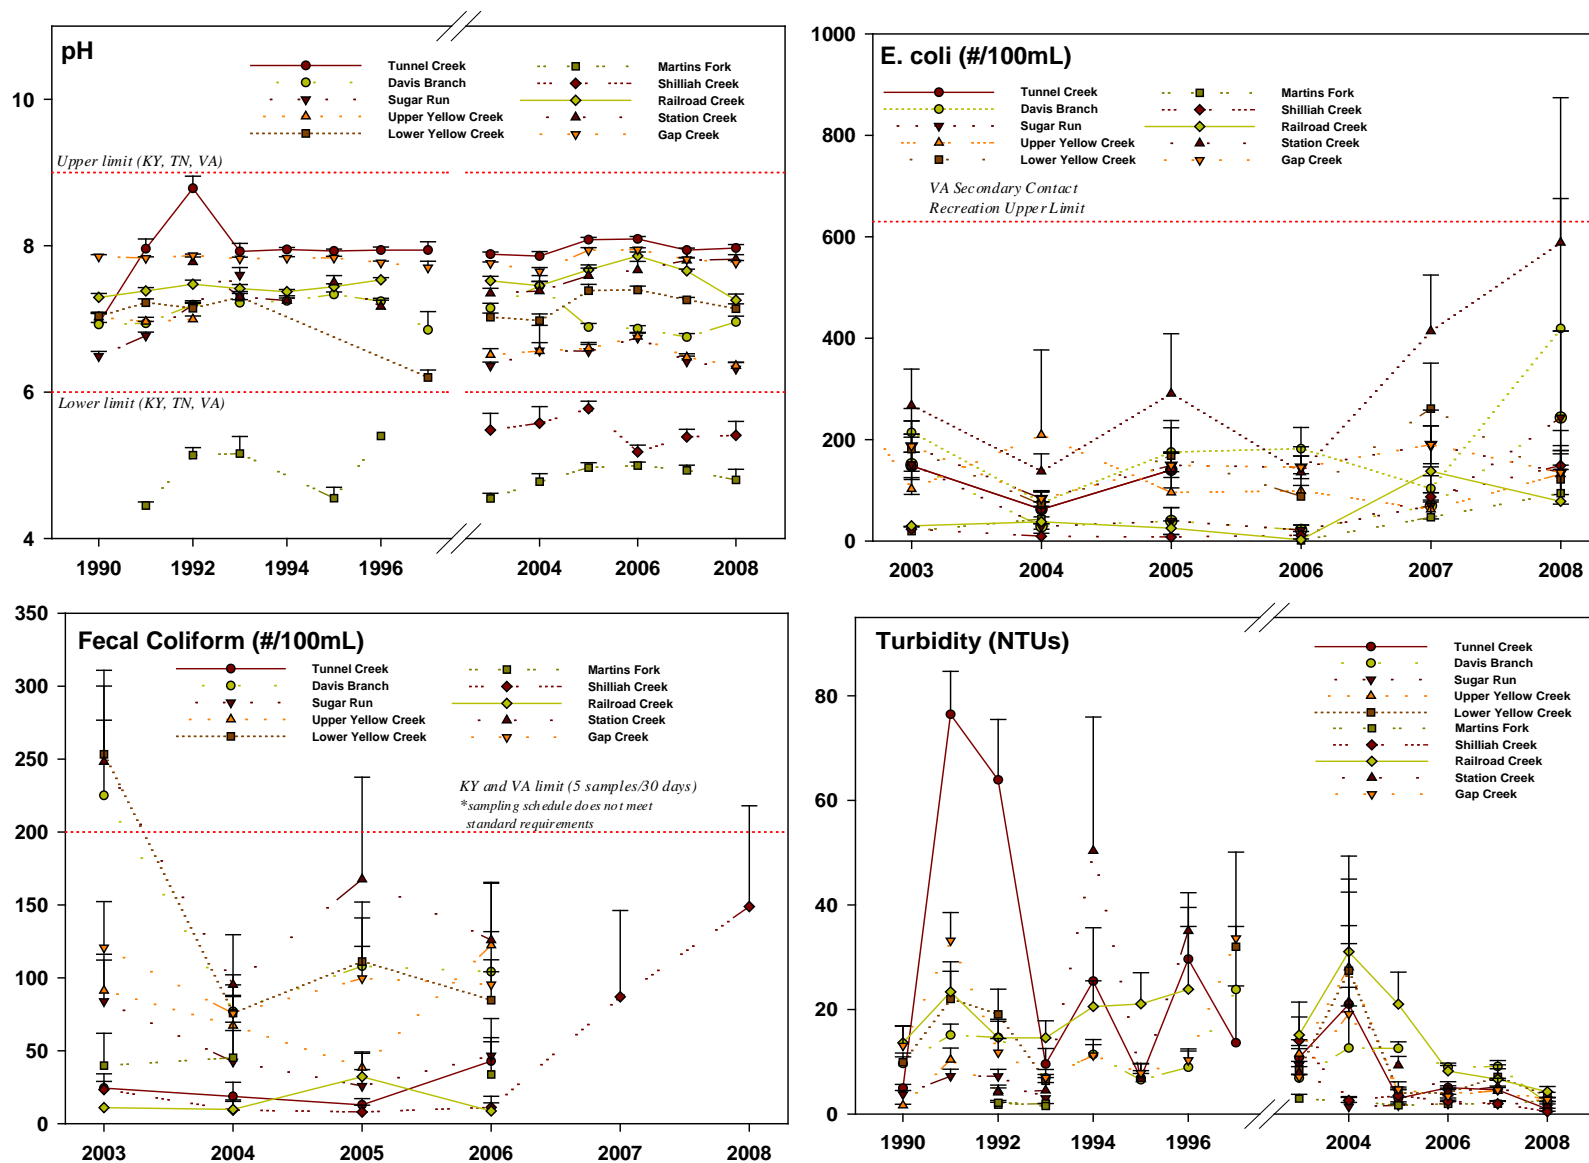 pH
Tunnel Creek
Davis Branch
Sugar Run
Upper Yellow Creek
Lower Yellow Creek
Martins Fork
Shilliah Creek
Railroad Creek
Station Creek
Gap Creek
10
8
6
4
Upper limit (KY, TN, VA)
Lower limit (KY, TN, VA)
1990 1992 1994 1996 2004 2006 2008
E. coli (#/100mL)
Tunnel Creek
Davis Branch
Sugar Run
Upper Yellow Creek
Lower Yellow Creek
Martins Fork
Shilliah Creek
Railroad Creek
Station Creek
Gap Creek
VA Secondary Contact
Recreation Upper Limit
1000
800
600
400
200
0
2003 2004 2005 2006 2007 2008
Fecal Coliform (#/100mL)
Tunnel Creek
Davis Branch
Sugar Run
Upper Yellow Creek
Lower Yellow Creek
Martins Fork
Shilliah Creek
Railroad Creek
Station Creek
Gap Creek
KY and VA limit (5 samples/30 days)
*sampling schedule does not meet
standard requirements
350
300
250
200
150
100
50
0
2003 2004 2005 2006 2007 2008
Turbidity (NTUs)
Tunnel Creek
Davis Branch
Sugar Run
Upper Yellow Creek
Lower Yellow Creek
Martins Fork
Shilliah Creek
Railroad Creek
Station Creek
Gap Creek
80
60
40
20
0
1990 1992 1994 1996 2004 2006 2008